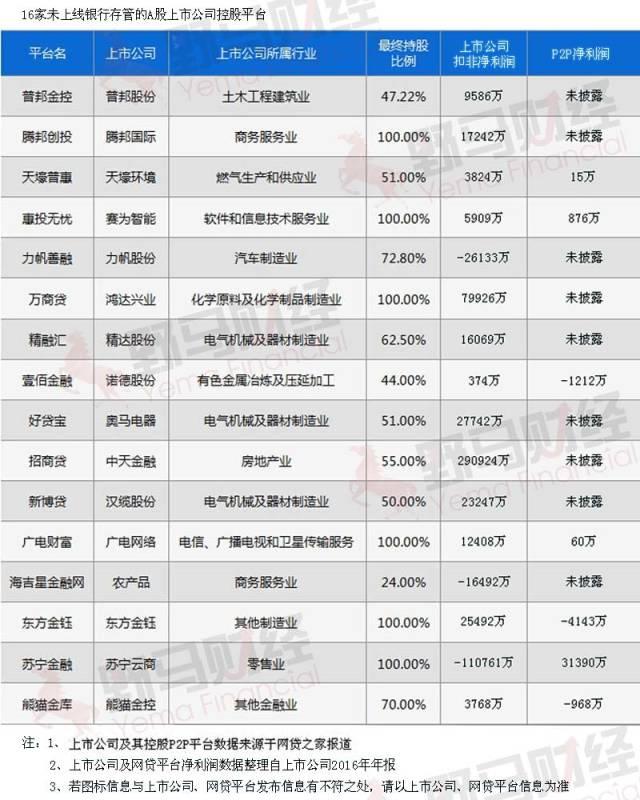 16家未上线银行存管的A股上市公司控股平台
平台名 上市公司 上市公司所属行业 最终持股比例 上市公司扣非净利润 P2P净利润
普邦金控 普邦股份 土木工程建筑业 47.22% 9586万 未披露
腾邦创投 腾邦国际 商务服务业 100.00% 17242万 未披露
天壕普惠 天壕环境 燃气生产和供应业 51.00% 3824万 15万
惠投无忧 赛为智能 软件和信息技术服务业 100.00% 5909万 876万
力帆善融 力帆股份 汽车制造业 72.80% -26133万 未披露
万商贷 鸿达兴业 化学原料及化学制品制造业 100.00% 79926万 未披露
精融汇 精达股份 电气机械及器材制造业 62.50% 16069万 未披露
壹佰金融 诺德股份 有色金属冶炼及压延加工 44.00% 374万 -1212万
好贷宝 奥马电器 电气机械及器材制造业 51.00% 27742万 未披露
招商贷 中天金融 房地产业 55.00% 290924万 未披露
新博贷 汉缆股份 电气机械及器材制造业 50.00% 23247万 未披露
广电财富 广电网络 电信、广播电视和卫星传输服务 100.00% 12408万 60万
海吉星金融网 农产品 商务服务业 24.00% -16492万 未披露
东方金钰 东方金钰 其他制造业 100.00% 25492万 -4143万
苏宁金融 苏宁云商 零售业 100.00% -110761万 31390万
熊猫金库 熊猫金控 其他金融业 70.00% 3768万 -968万
注：1、上市公司及其控股P2P平台数据来源于网贷之家报道
2、上市公司及网贷平台净利润数据整理自上市公司2016年年报
3、若图标信息与上市公司、网贷平台发布信息有不符之处，请以上市公司、网贷平台信息为准
野马财经
Yema Financial